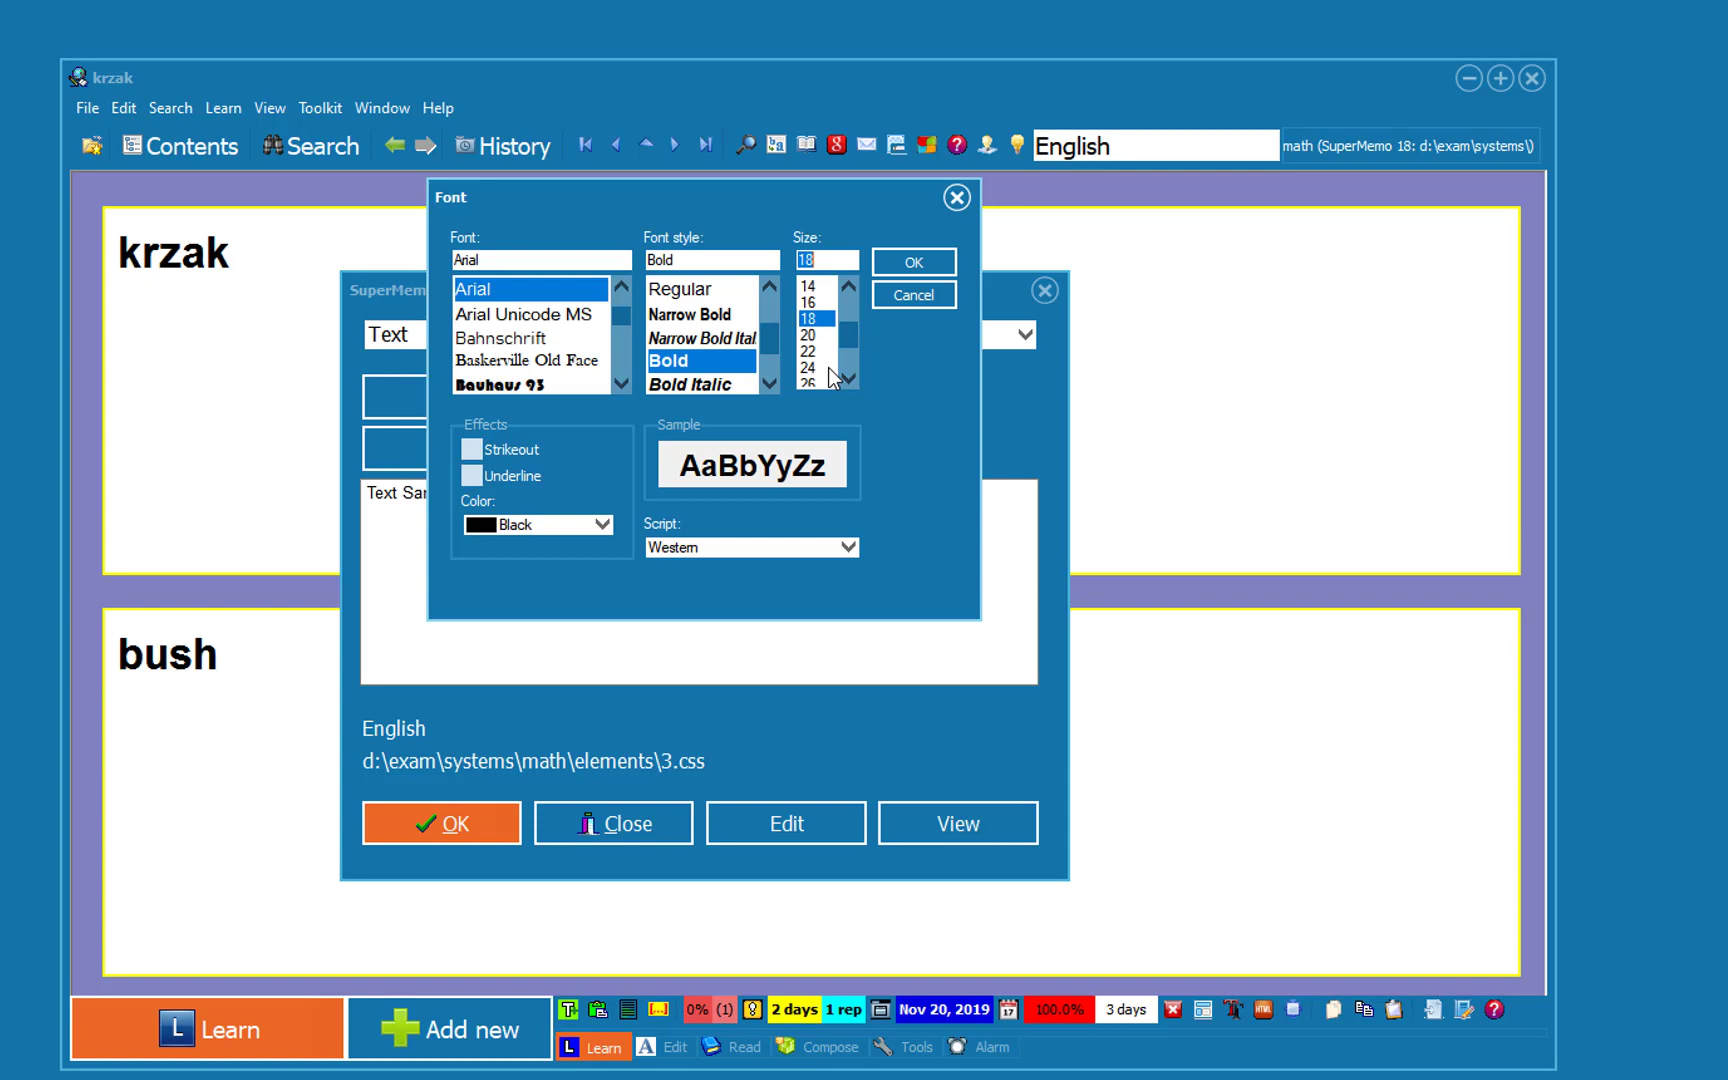 krzak
File Edit Search Learn View Toolkit Window Help
Contents Search History English math (SuperMemo 18: d:\exam\systems\)
Font
Font: Font style: Size:
Arial Bold 18 OK
Arial Regular 14 Cancel
Arial Unicode MS Narrow Bold 16
Bahnschrift Narrow Bold Ital 18
Baskerville Old Face Bold 20
Bauhaus 93 Bold Italic 22
24
26
Effects Sample
Strikeout AaBbYyZz
Underline
Color: Script:
Black Western
krzak
SuperMem
Text
Text Sar
bush
English
d:\exam\systems\math\elements\3.css
OK Close Edit View
L Learn Add new
0% (1) 2 days 1 rep Nov 20, 2019 17 100.0% 3 days
L Learn A Edit Read Compose Tools Alarm